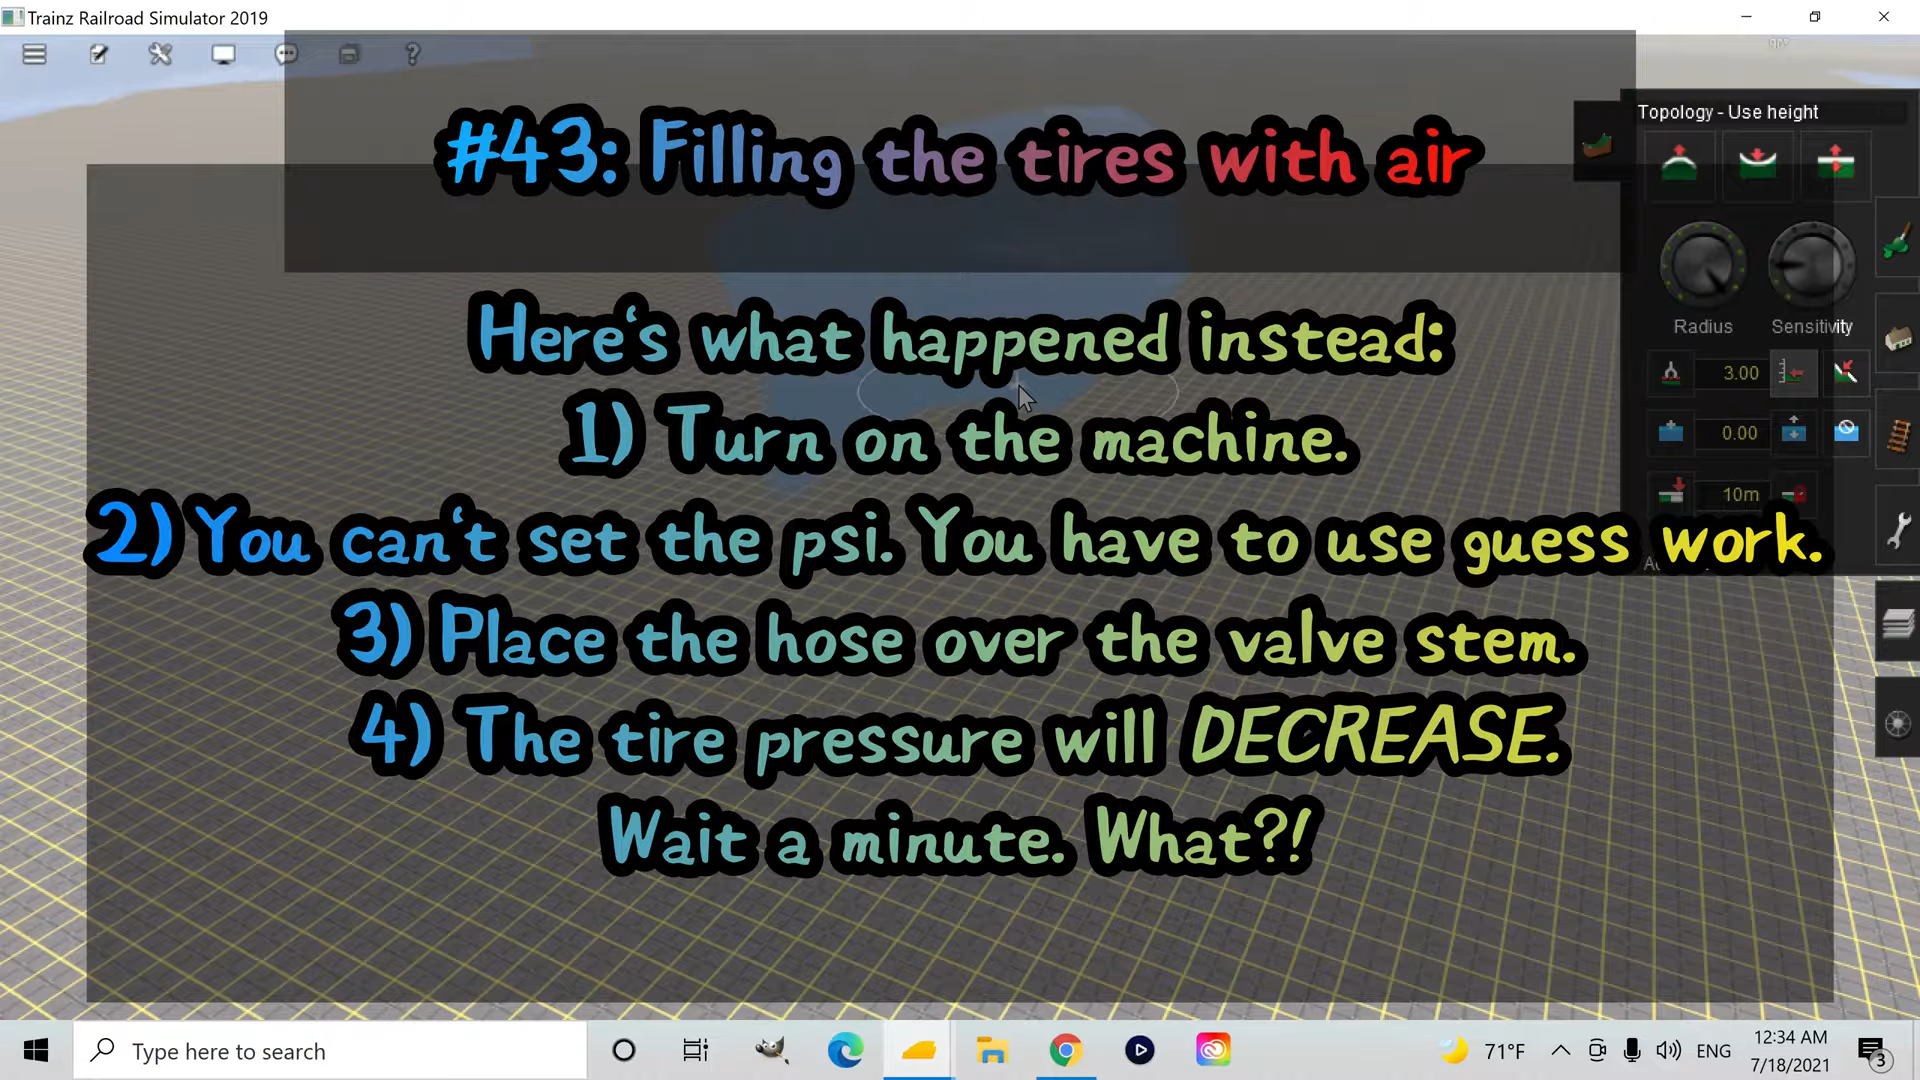 Trainz Railroad Simulator 2019
#43: Filling the tires with air
Topology - Use height
Here's what happened instead:
Radius Sensitivity
3.00
1) Turn on the machine.
0.00
10m
2) You can't set the psi. You have to use guess work.
3) Place the hose over the valve stem.
4) The tire pressure will DECREASE.
Wait a minute. What?!
Type here to search
71°F
ENG
12:34 AM
7/18/2021
3